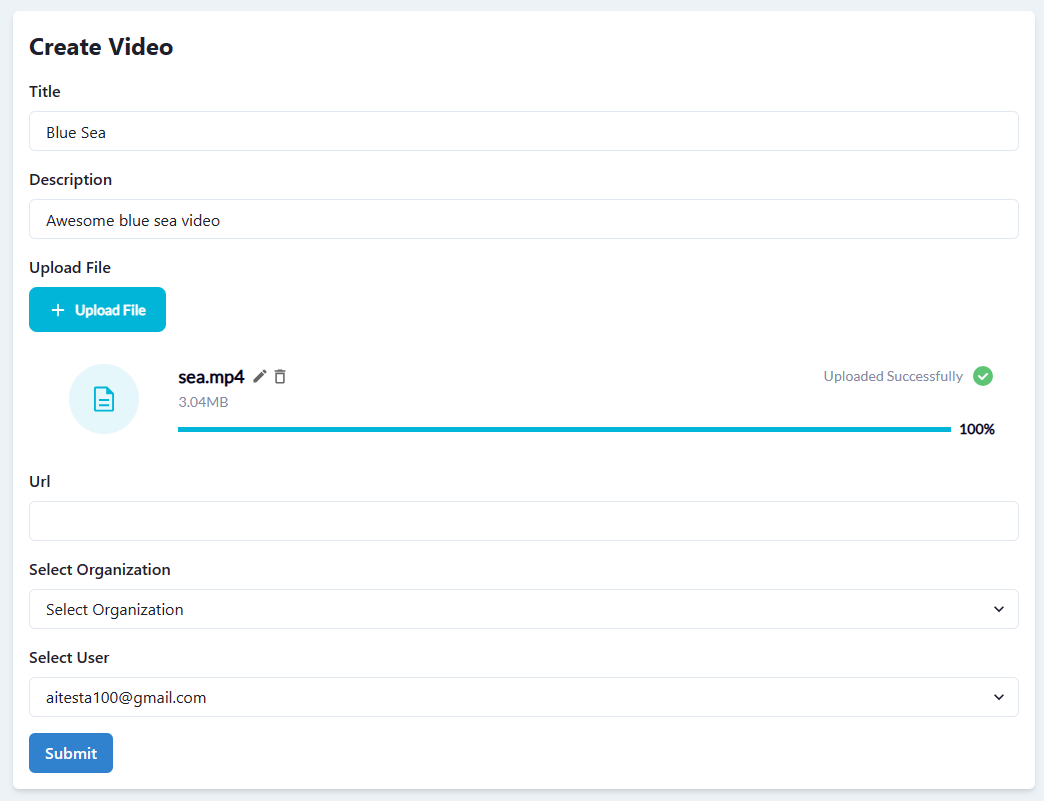 Create Video
Title
Blue Sea
Description
Awesome blue sea video
Upload File
Upload File
sea.mp4
Uploaded Successfully
3.04MB
100%
Url
Select Organization
Select Organization
Select User
aitesta100@gmail.com
Submit